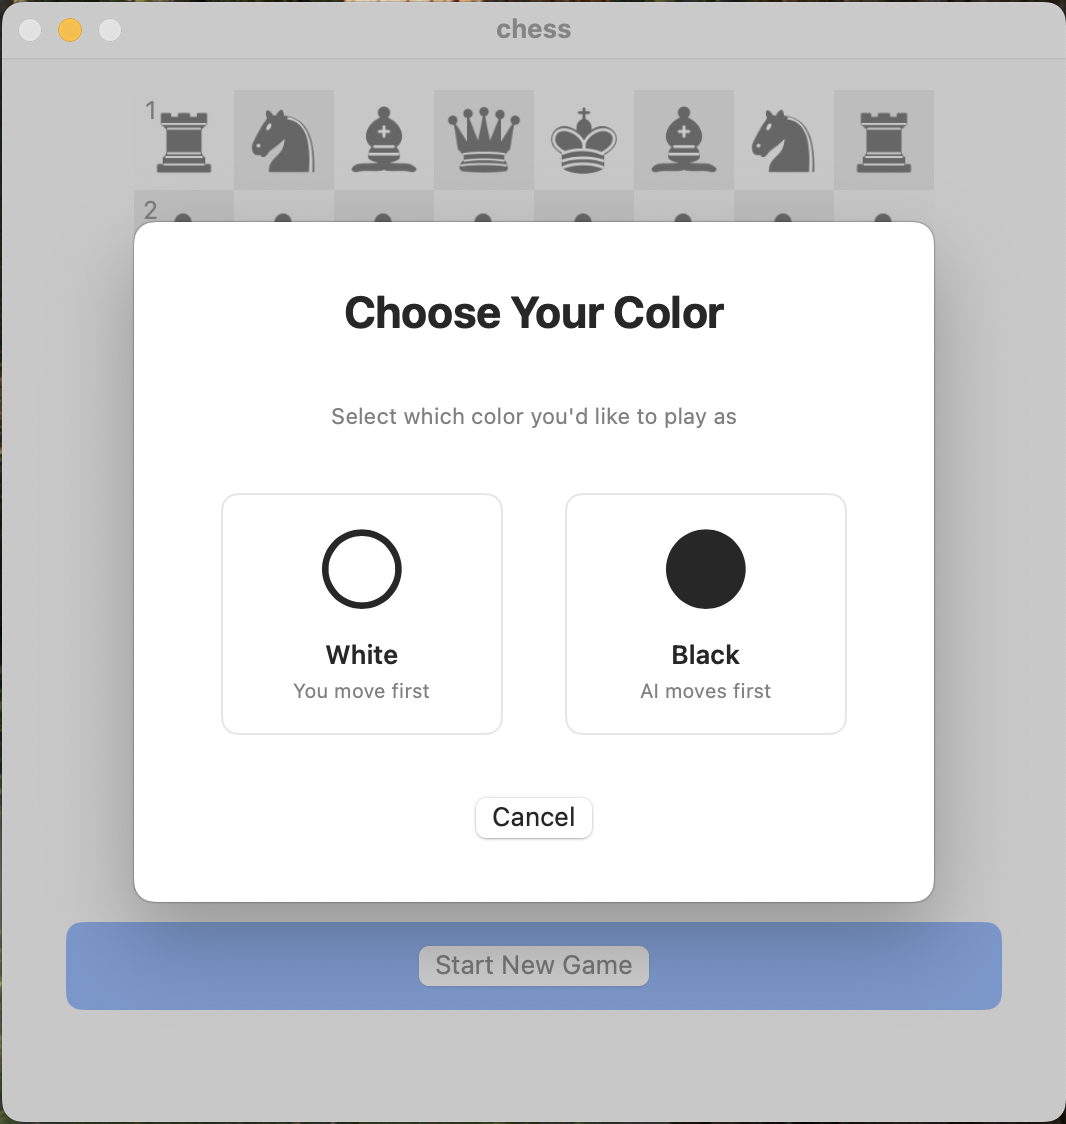 chess
1
2
Choose Your Color
Select which color you'd like to play as
White
You move first
Black
AI moves first
Cancel
Start New Game